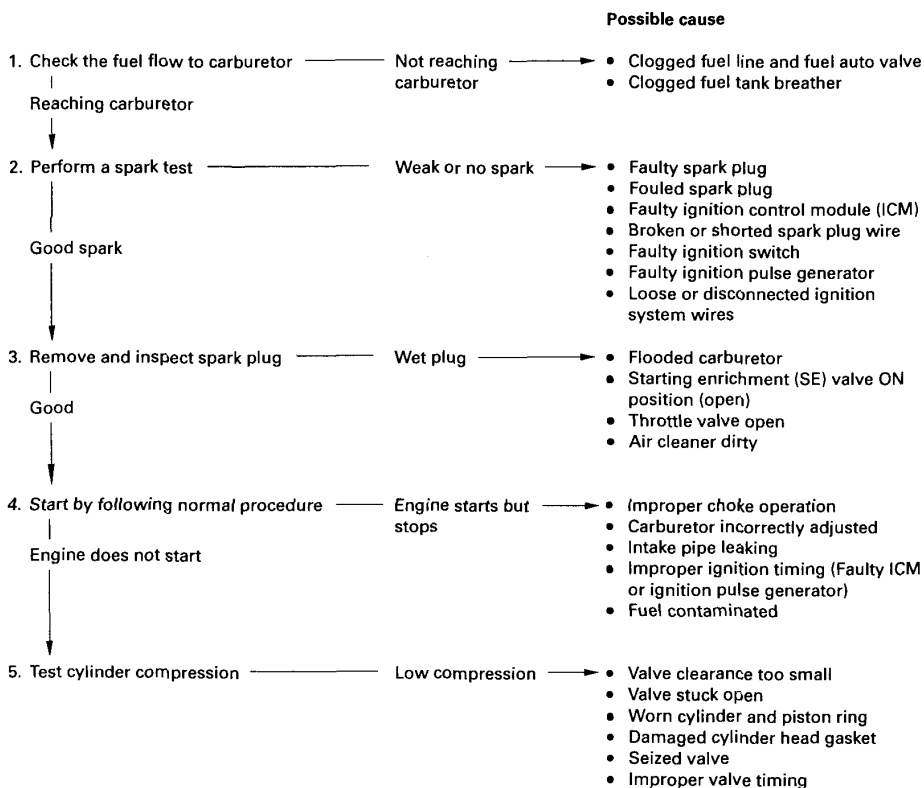 Possible cause
1. Check the fuel flow to carburetor
Not reaching
carburetor
• Clogged fuel line and fuel auto valve
• Clogged fuel tank breather
Reaching carburetor
2. Perform a spark test
Weak or no spark
• Faulty spark plug
• Fouled spark plug
• Faulty ignition control module (ICM)
• Broken or shorted spark plug wire
• Faulty ignition switch
• Faulty ignition pulse generator
• Loose or disconnected ignition
system wires
Good spark
3. Remove and inspect spark plug
Wet plug
• Flooded carburetor
• Starting enrichment (SE) valve ON
position (open)
• Throttle valve open
• Air cleaner dirty
Good
4. Start by following normal procedure
Engine starts but
stops
• Improper choke operation
• Carburetor incorrectly adjusted
• Intake pipe leaking
• Improper ignition timing (Faulty ICM
or ignition pulse generator)
• Fuel contaminated
Engine does not start
5. Test cylinder compression
Low compression
• Valve clearance too small
• Valve stuck open
• Worn cylinder and piston ring
• Damaged cylinder head gasket
• Seized valve
• Improper valve timing